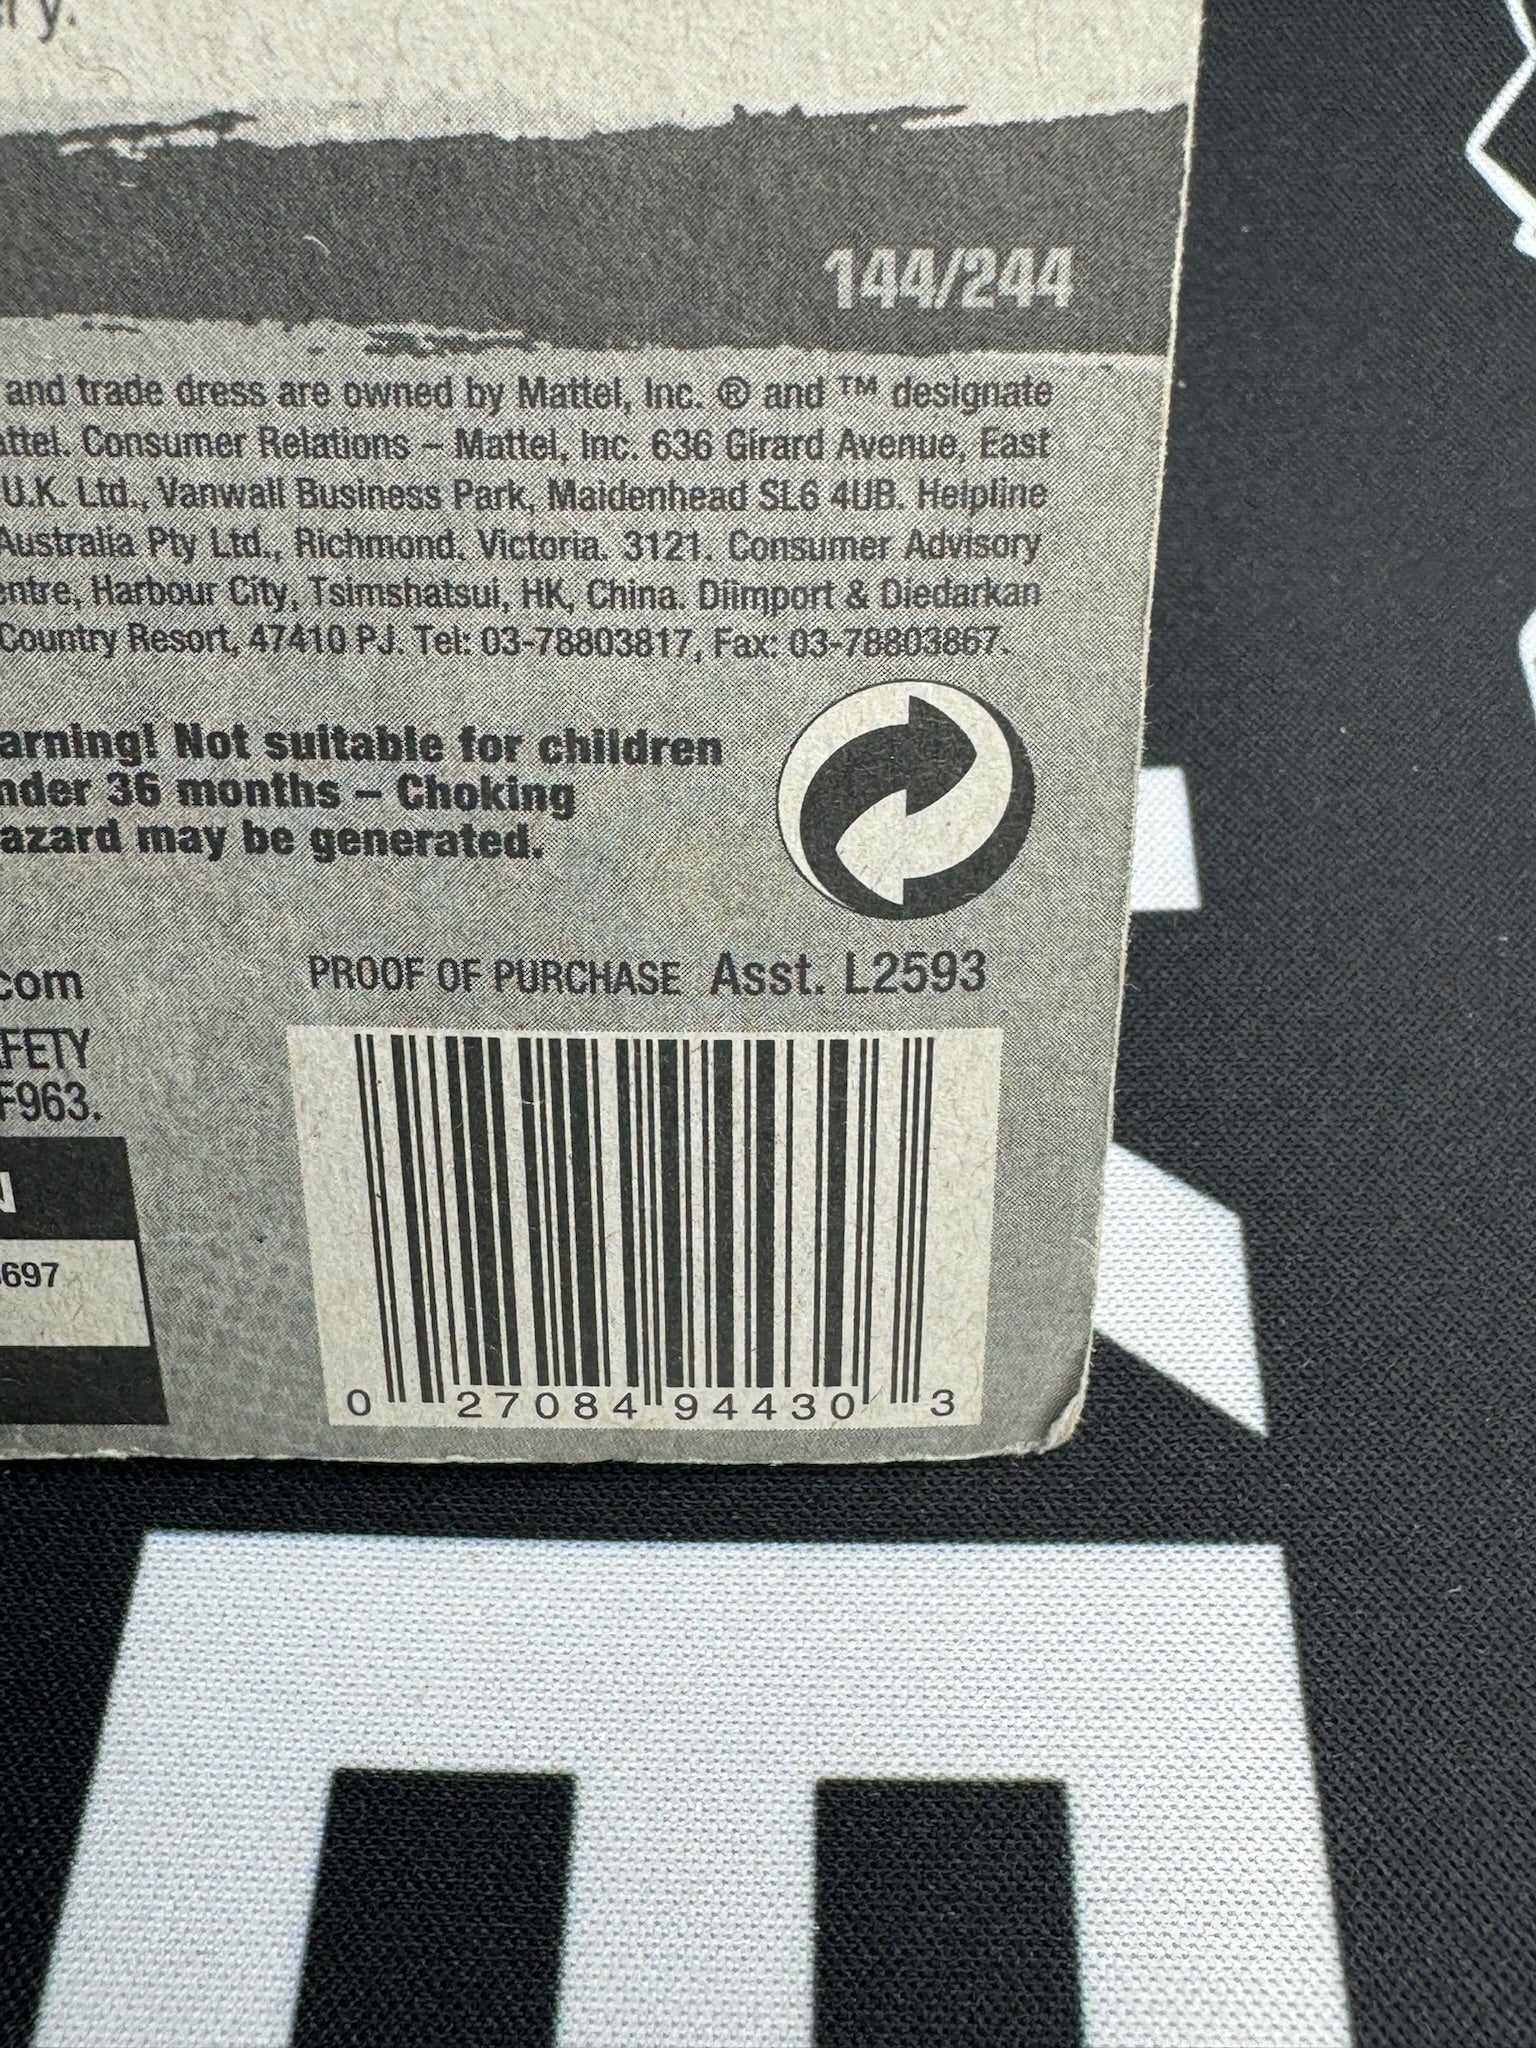 ry.
144/244
and trade dress are owned by Mattel, Inc. ® and ™ designate
attel. Consumer Relations – Mattel, Inc. 636 Girard Avenue, East
U.K. Ltd., Vanwall Business Park, Maidenhead SL6 4UB. Helpline
Australia Pty Ltd., Richmond. Victoria. 3121. Consumer Advisory
entre, Harbour City, Tsimshatsui, HK, China. Diimport & Diedarkan
Country Resort, 47410 PJ. Tel: 03-78803817, Fax: 03-78803867.
arning! Not suitable for children
nder 36 months – Choking
azard may be generated.
com
PROOF OF PURCHASE Asst. L2593
FETY
F963.
N
697
0 27084 94430 3